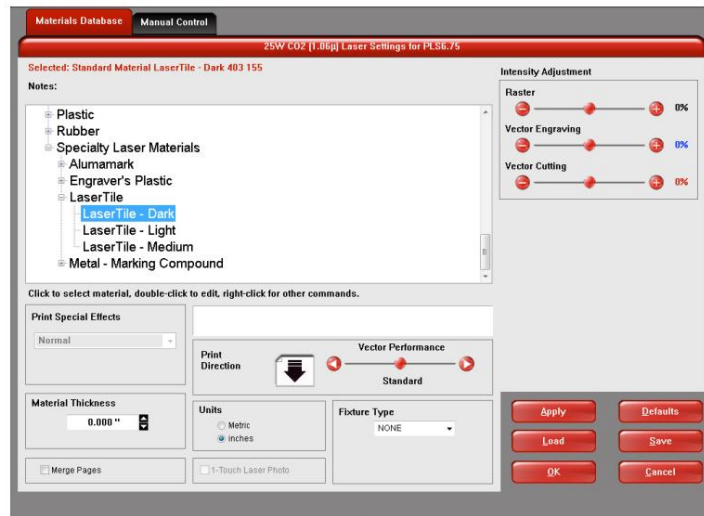 Materials Database
Manual Control
25W CO2 [1.06µ] Laser Settings for PLS6.75
Selected: Standard Material LaserTile - Dark 403 155
Notes:
Plastic
Rubber
Specialty Laser Materials
Alumamark
Engraver's Plastic
LaserTile
LaserTile - Dark
LaserTile - Light
LaserTile - Medium
Metal - Marking Compound
Click to select material, double-click to edit, right-click for other commands.
Intensity Adjustment
Raster
0%
Vector Engraving
0%
Vector Cutting
0%
Print Special Effects
Normal
Print Direction
Vector Performance
Standard
Material Thickness
0.000 "
Units
Metric
inches
Fixture Type
NONE
Merge Pages
1-Touch Laser Photo
Apply
Defaults
Load
Save
OK
Cancel